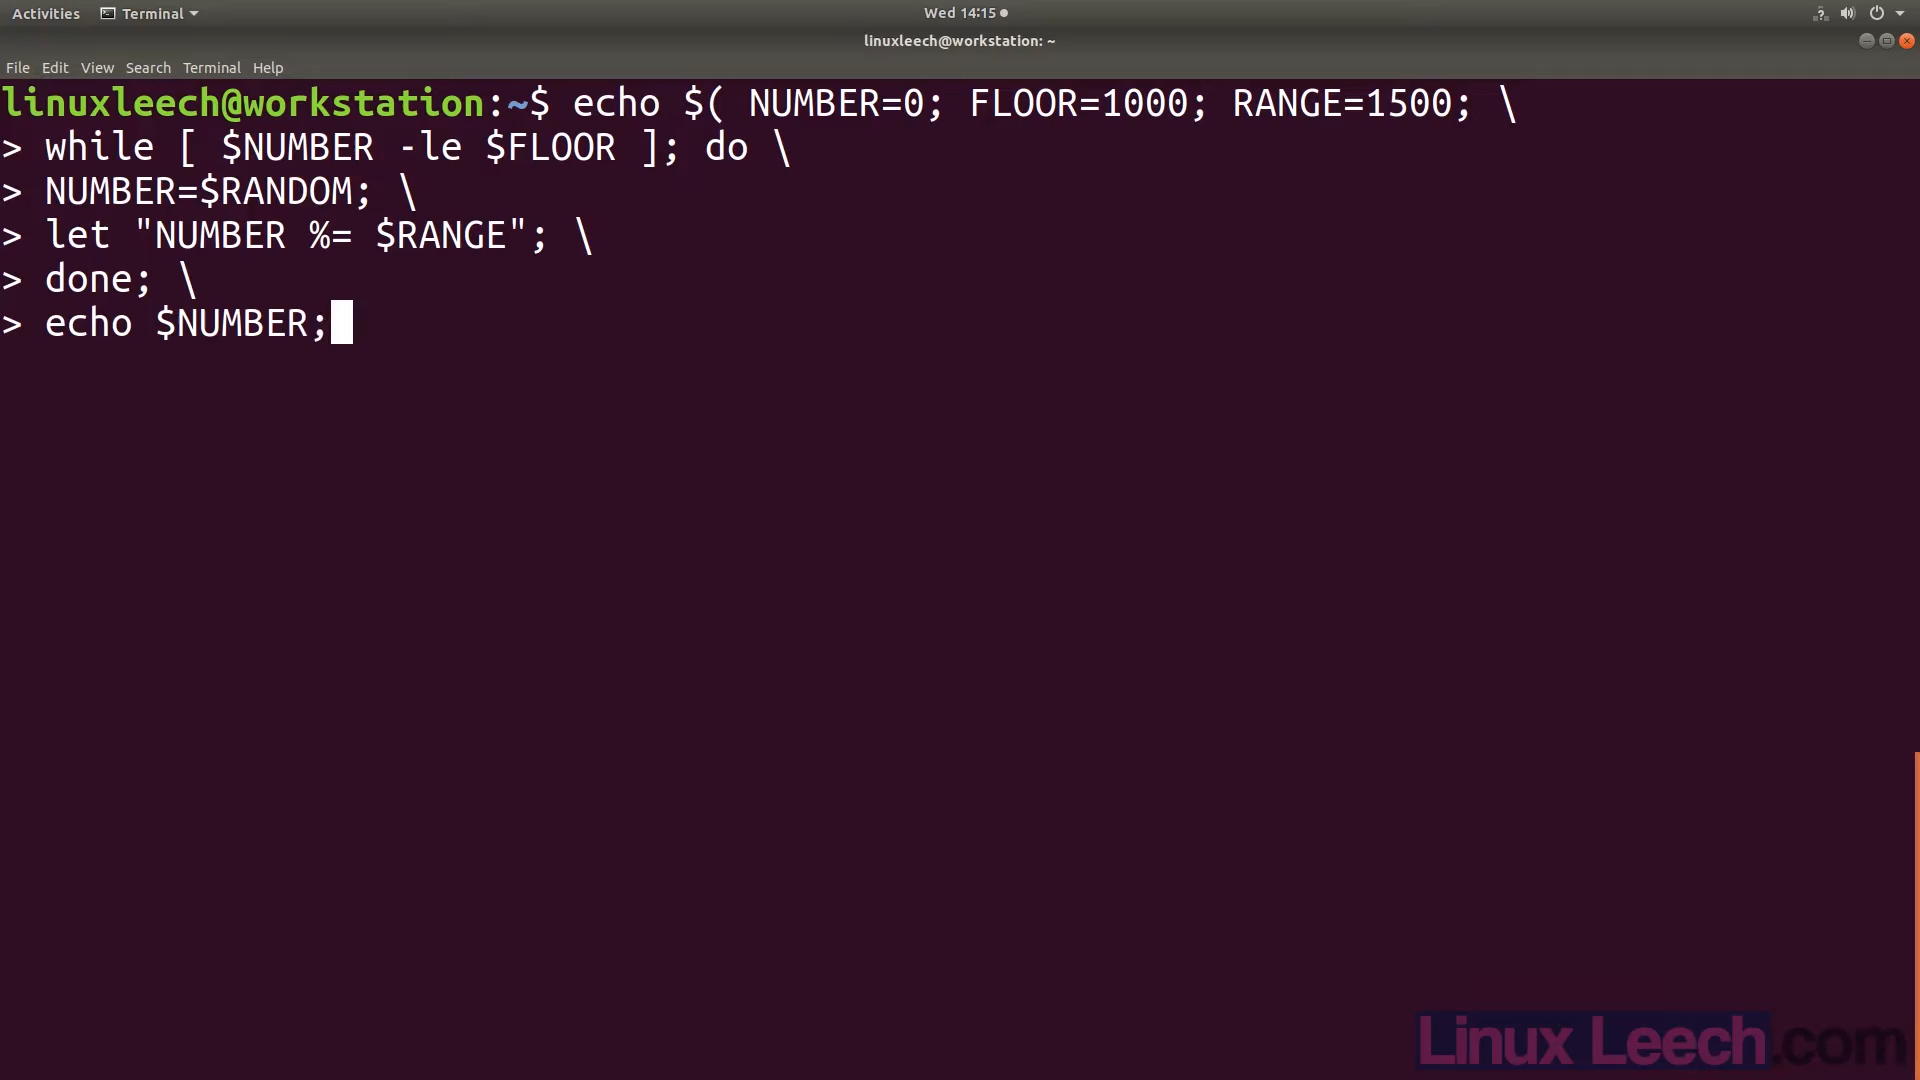 Activities Terminal Wed 14:15
linuxleech@workstation: ~
File Edit View Search Terminal Help
linuxleech@workstation:~$ echo $( NUMBER=0; FLOOR=1000; RANGE=1500; \
> while [ $NUMBER -le $FLOOR ]; do \
> NUMBER=$RANDOM; \
> let "NUMBER %= $RANGE"; \
> done; \
> echo $NUMBER;
Linux Leech.com